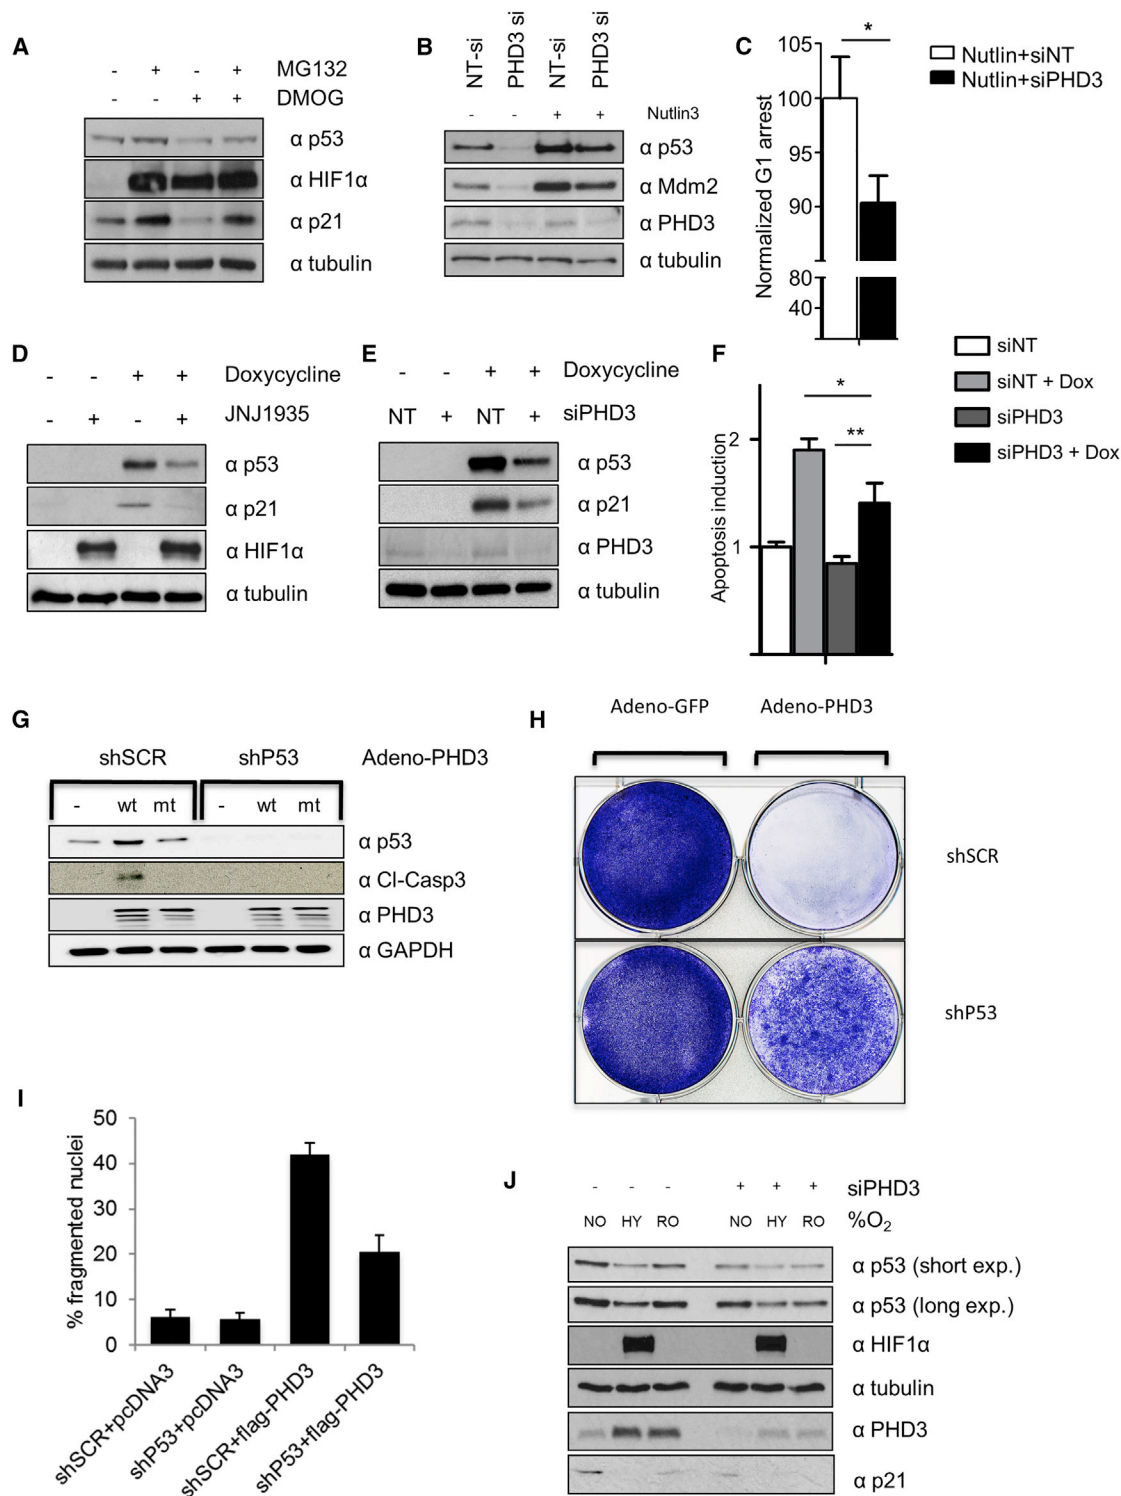 A
- + - + MG132
- - + + DMOG
α p53
α HIF1α
α p21
α tubulin
B
NT-si PHD3 si NT-si PHD3 si
- - + + Nutlin3
α p53
α Mdm2
α PHD3
α tubulin
C
Normalized G1 arrest
105
100
95
90
80
40
*
Nutlin+siNT
Nutlin+siPHD3
D
- - + + Doxycycline
- + - + JNJ1935
α p53
α p21
α HIF1α
α tubulin
E
- - + + Doxycycline
NT + NT + siPHD3
α p53
α p21
α PHD3
α tubulin
F
Apoptosis induction
2
1
*
**
siNT
siNT + Dox
siPHD3
siPHD3 + Dox
G
shSCR shP53 Adeno-PHD3
- wt mt - wt mt
α p53
α Cl-Casp3
α PHD3
α GAPDH
H
Adeno-GFP Adeno-PHD3
shSCR
shP53
I
% fragmented nuclei
50
40
30
20
10
0
shSCR+pcDNA3
shP53+pcDNA3
shSCR+flag-PHD3
shP53+flag-PHD3
J
- - - + + + siPHD3
NO HY RO NO HY RO %O₂
α p53 (short exp.)
α p53 (long exp.)
α HIF1α
α tubulin
α PHD3
α p21